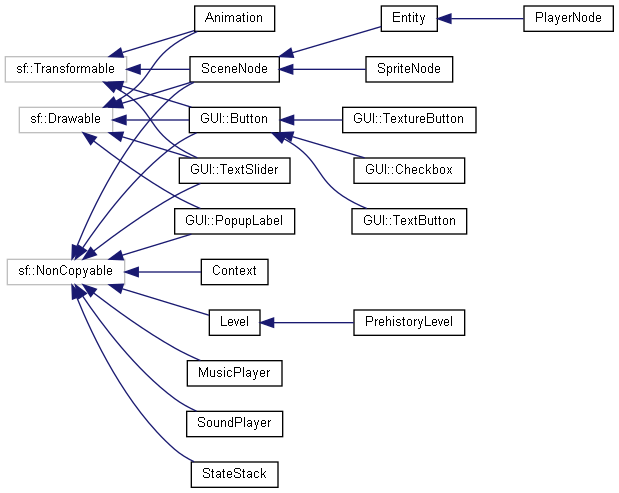 Animation
Entity
PlayerNode
sf::Transformable
SceneNode
SpriteNode
sf::Drawable
GUI::Button
GUI::TextureButton
GUI::TextSlider
GUI::Checkbox
GUI::PopupLabel
GUI::TextButton
sf::NonCopyable
Context
Level
PrehistoryLevel
MusicPlayer
SoundPlayer
StateStack